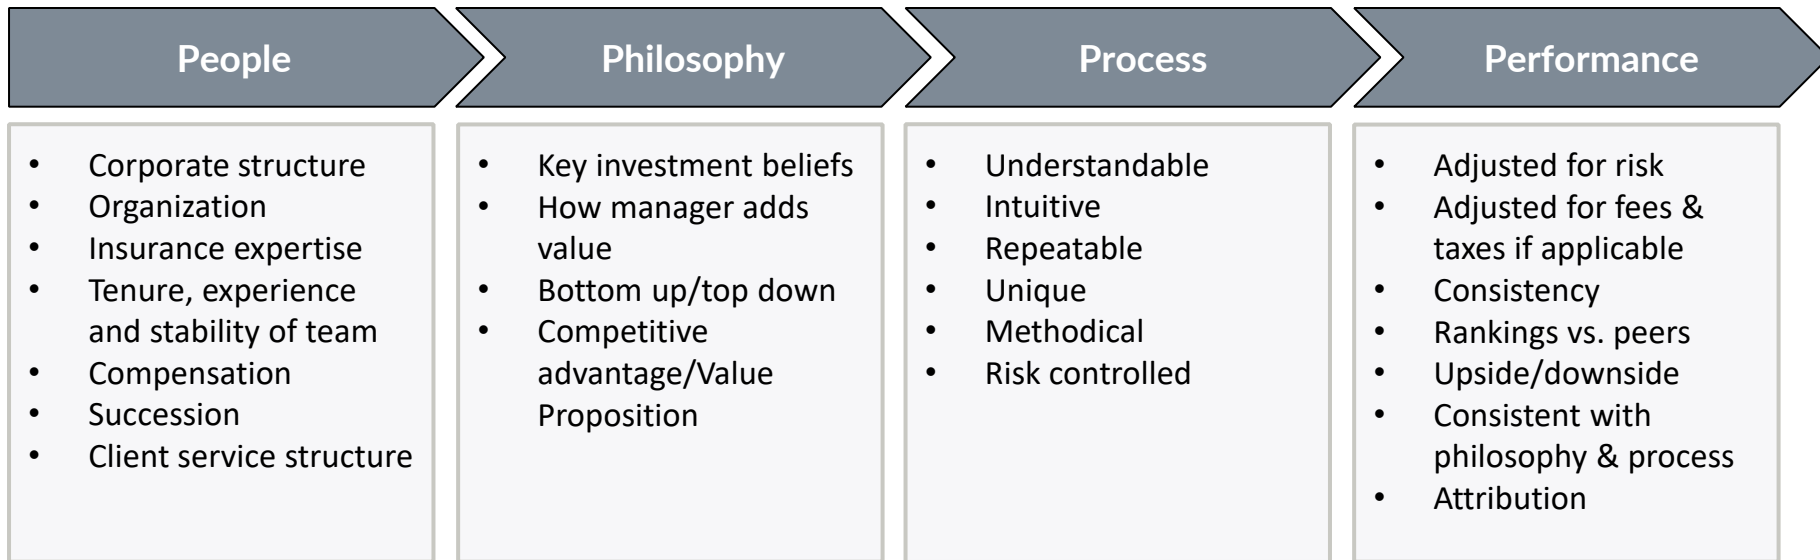 People
• Corporate structure
• Organization
• Insurance expertise
• Tenure, experience
and stability of team
• Compensation
• Succession
• Client service structure
Philosophy
• Key investment beliefs
• How manager adds
value
• Bottom up/top down
• Competitive
advantage/Value
Proposition
Process
• Understandable
• Intuitive
• Repeatable
• Unique
• Methodical
• Risk controlled
Performance
• Adjusted for risk
• Adjusted for fees &
taxes if applicable
• Consistency
• Rankings vs. peers
• Upside/downside
• Consistent with
philosophy & process
• Attribution